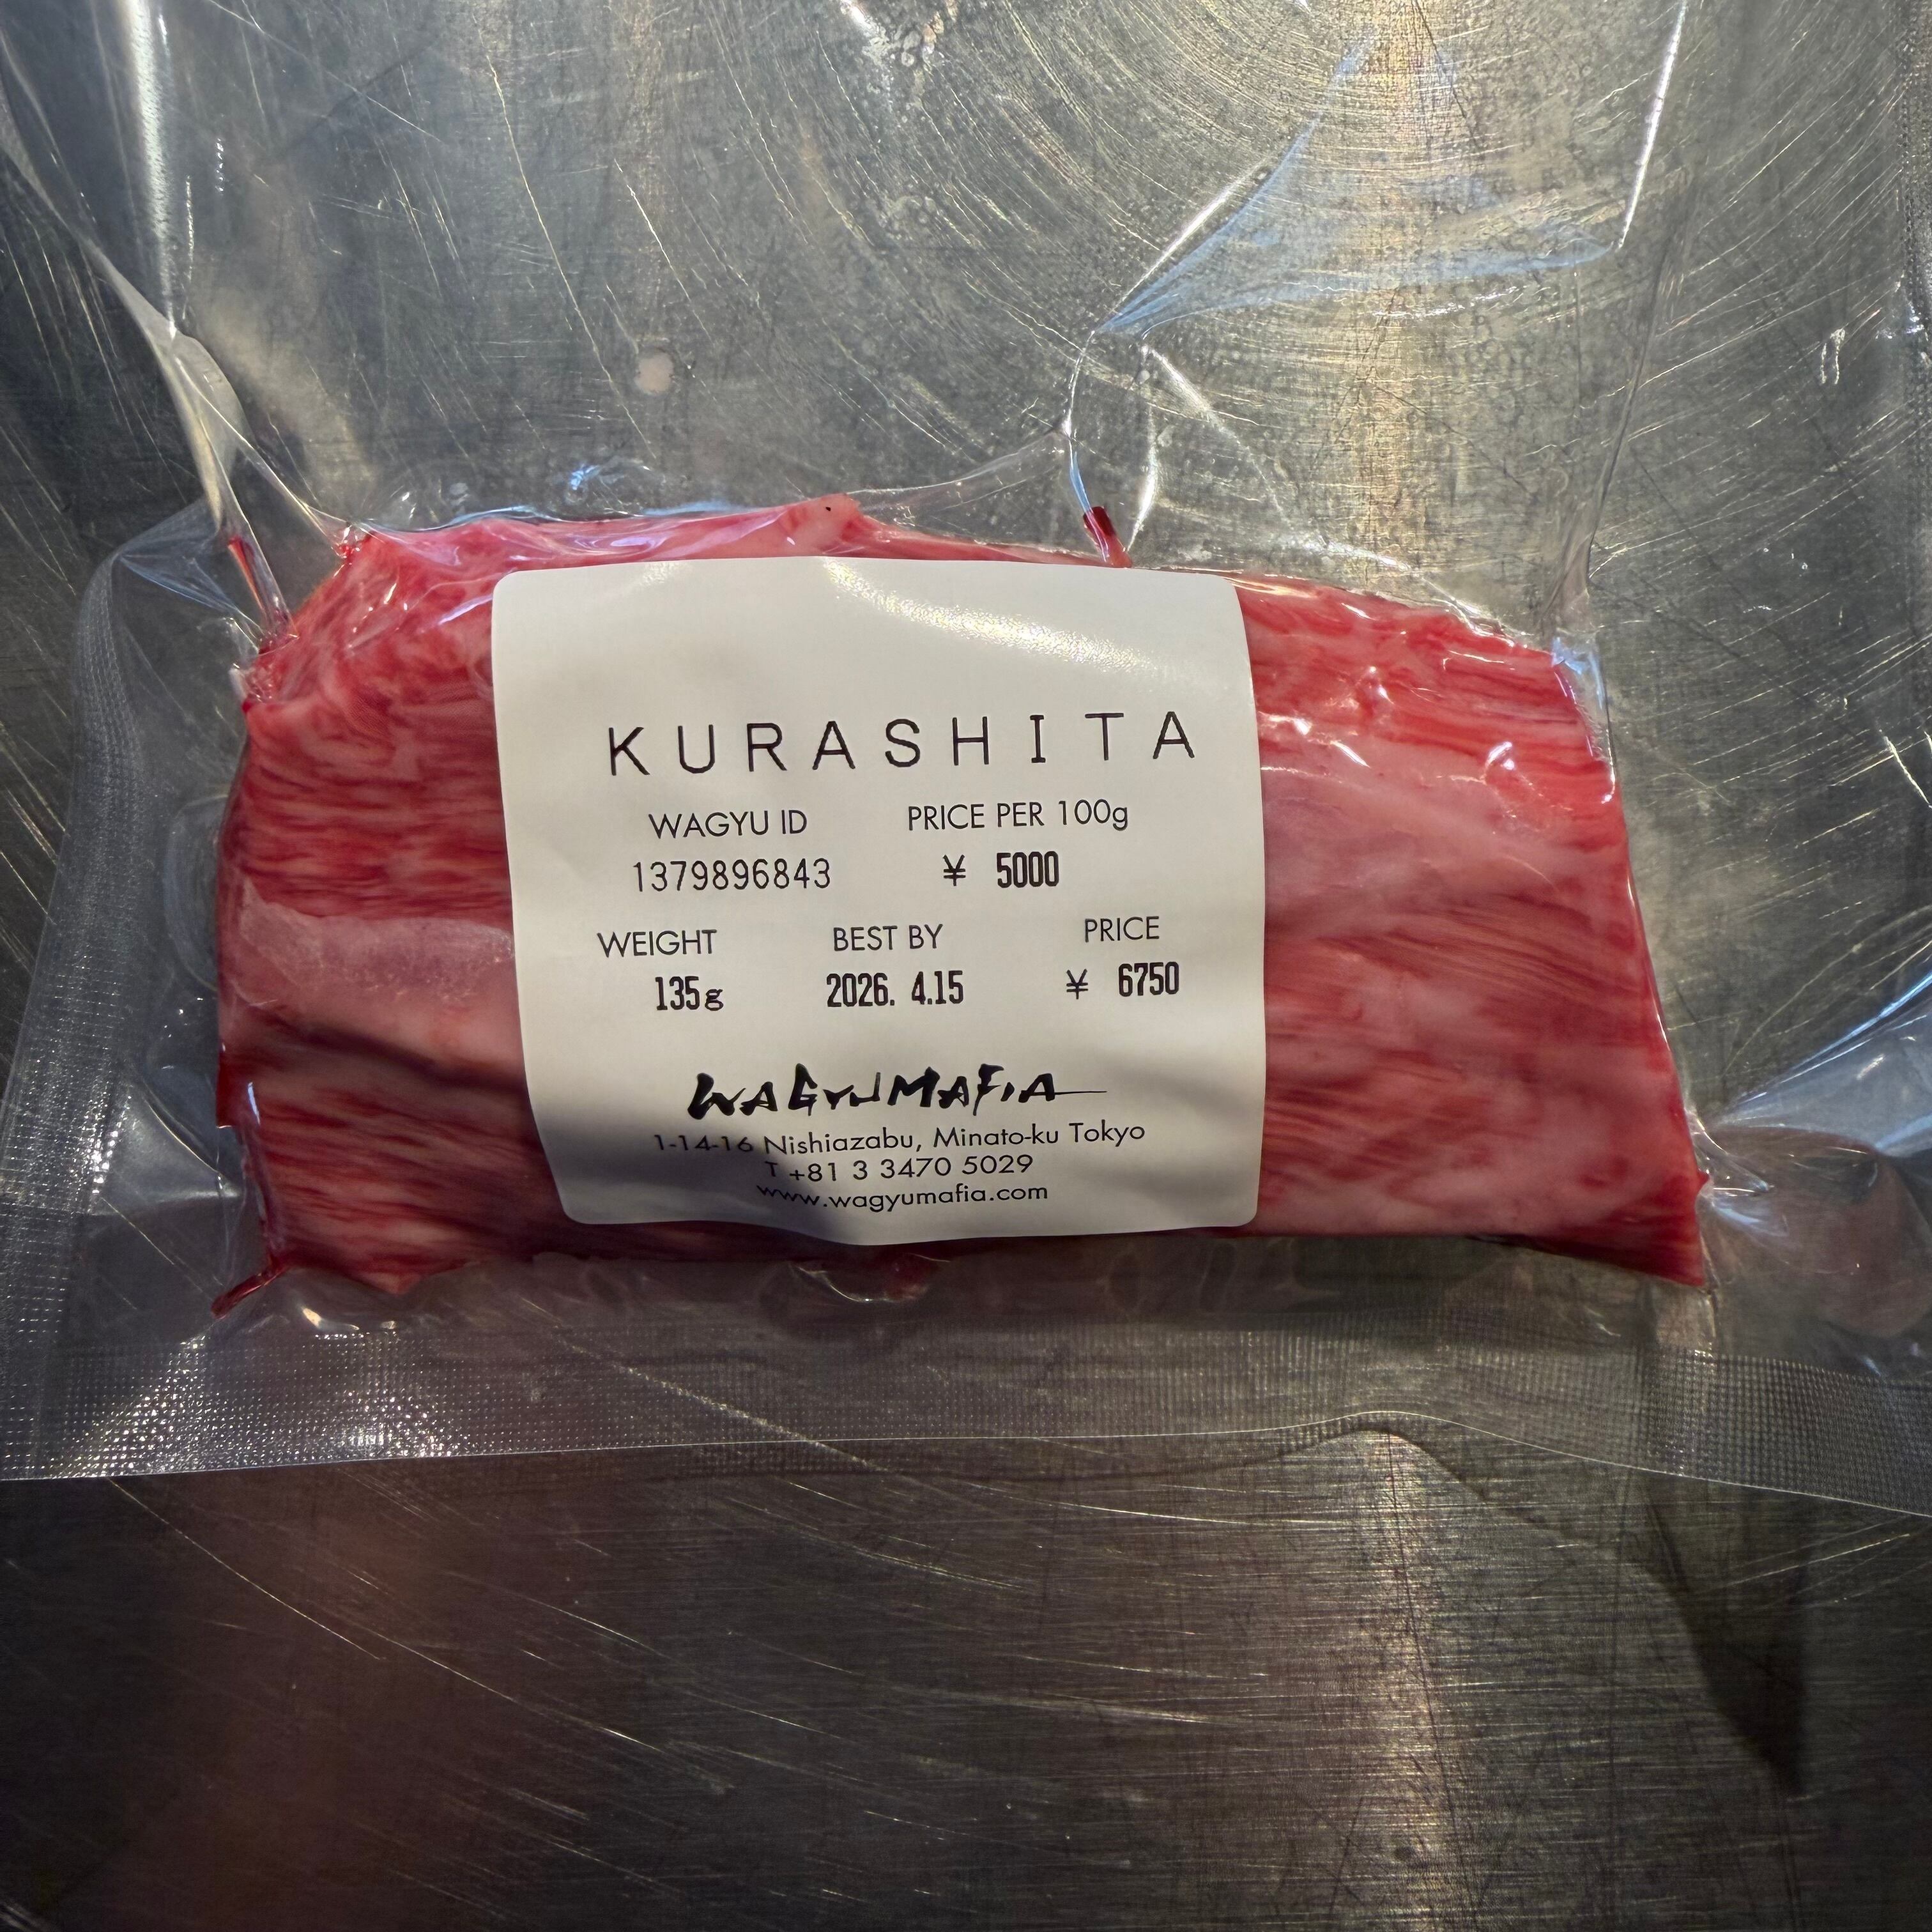 KURASHITA
WAGYU ID PRICE PER 100g
1379896843 ¥ 5000
WEIGHT BEST BY PRICE
135g 2026. 4.15 ¥ 6750
WAGYUMAFIA
1-14-16 Nishiazabu, Minato-ku Tokyo
T +81 3 3470 5029
www.wagyumafia.com